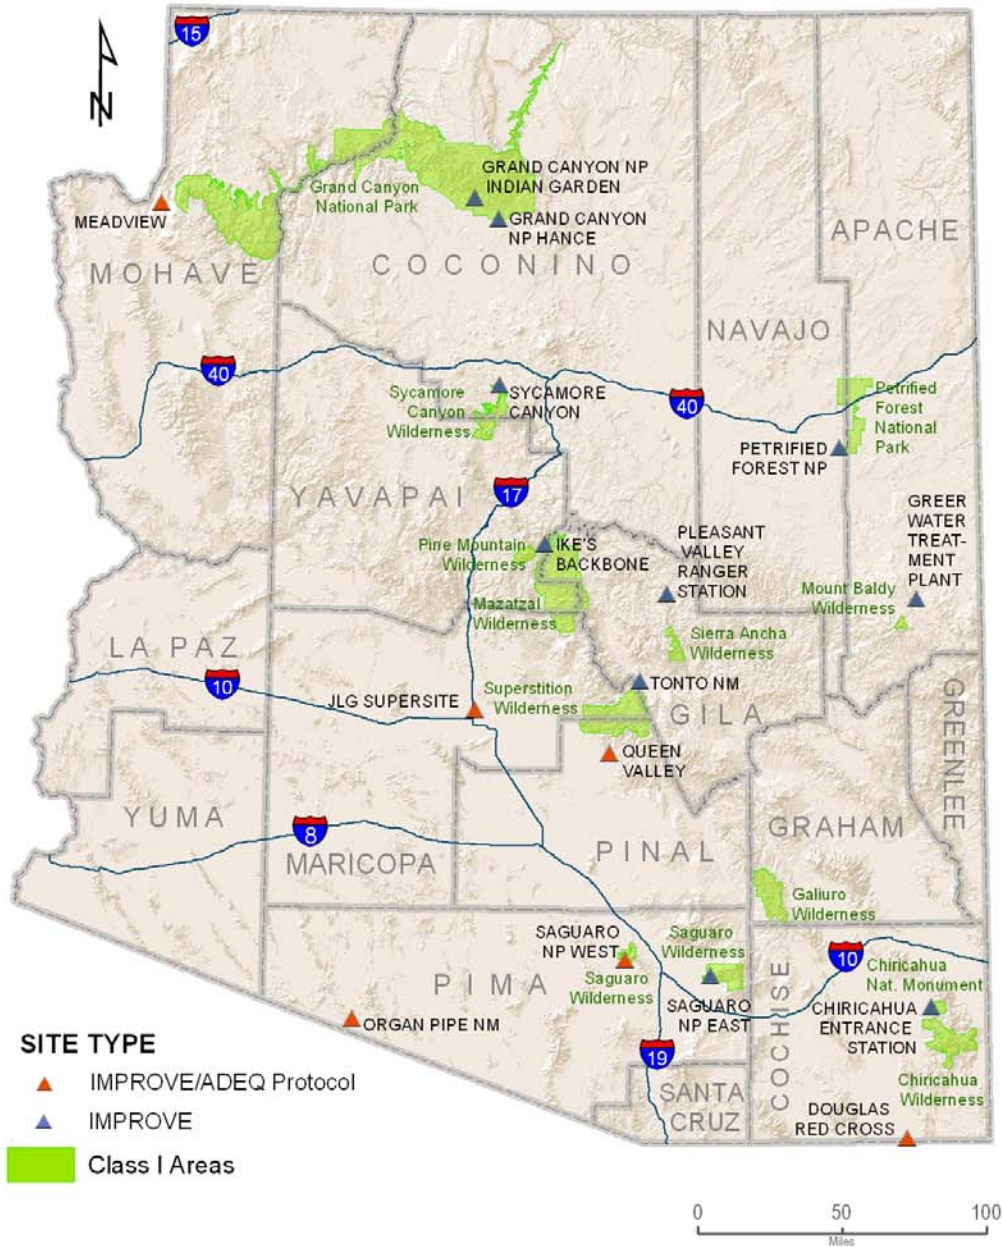 15
N
GRAND CANYON NP
INDIAN GARDEN
Grand Canyon
National Park
MEADVIEW
GRAND CANYON
NP HANCE
APACHE
MOHAVE
COCONINO
NAVAJO
40
Sycamore
Canyon
Wilderness
SYCAMORE
CANYON
40
Petrified
Forest
National
Park
PETRIFIED
FOREST NP
YAVAPAI
17
GREER
WATER
TREAT-
MENT
PLANT
PLEASANT
VALLEY
RANGER
STATION
Pine Mountain
Wilderness
IKE'S
BACKBONE
Mount Baldy
Wilderness
Mazatzal
Wilderness
LA PAZ
Sierra Ancha
Wilderness
10
JLG SUPERSITE
Superstition
Wilderness
TONTO NM
GILA
GREENLEE
QUEEN
VALLEY
YUMA
8
MARICOPA
PINAL
GRAHAM
Galiuro
Wilderness
SAGUARO
NP WEST
Saguaro
Wilderness
Saguaro
Wilderness
10
PIMA
SAGUARO
NP EAST
COCHISE
Chiricahua
Nat. Monument
CHIRICAHUA
ENTRANCE
STATION
ORGAN PIPE NM
19
Chiricahua
Wilderness
SANTA
CRUZ
DOUGLAS
RED CROSS
SITE TYPE
IMPROVE/ADEQ Protocol
IMPROVE
Class I Areas
0 50 100
Miles